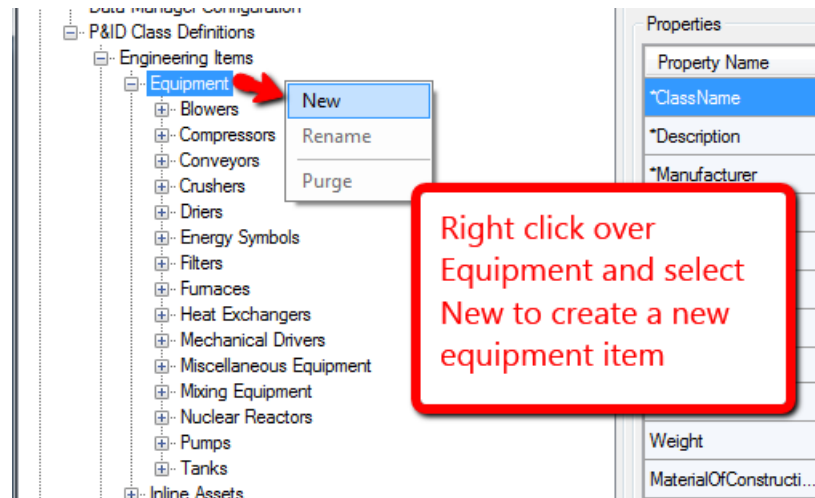 Data Manager Configuration
P&ID Class Definitions
Engineering Items
Equipment
Blowers
Compressors
Conveyors
Crushers
Driers
Energy Symbols
Filters
Furnaces
Heat Exchangers
Mechanical Drivers
Miscellaneous Equipment
Mixing Equipment
Nuclear Reactors
Pumps
Tanks
Inline Assets
New
Rename
Purge
Right click over
Equipment and select
New to create a new
equipment item
Properties
Property Name
*ClassName
*Description
*Manufacturer
Weight
MaterialOfConstructi...